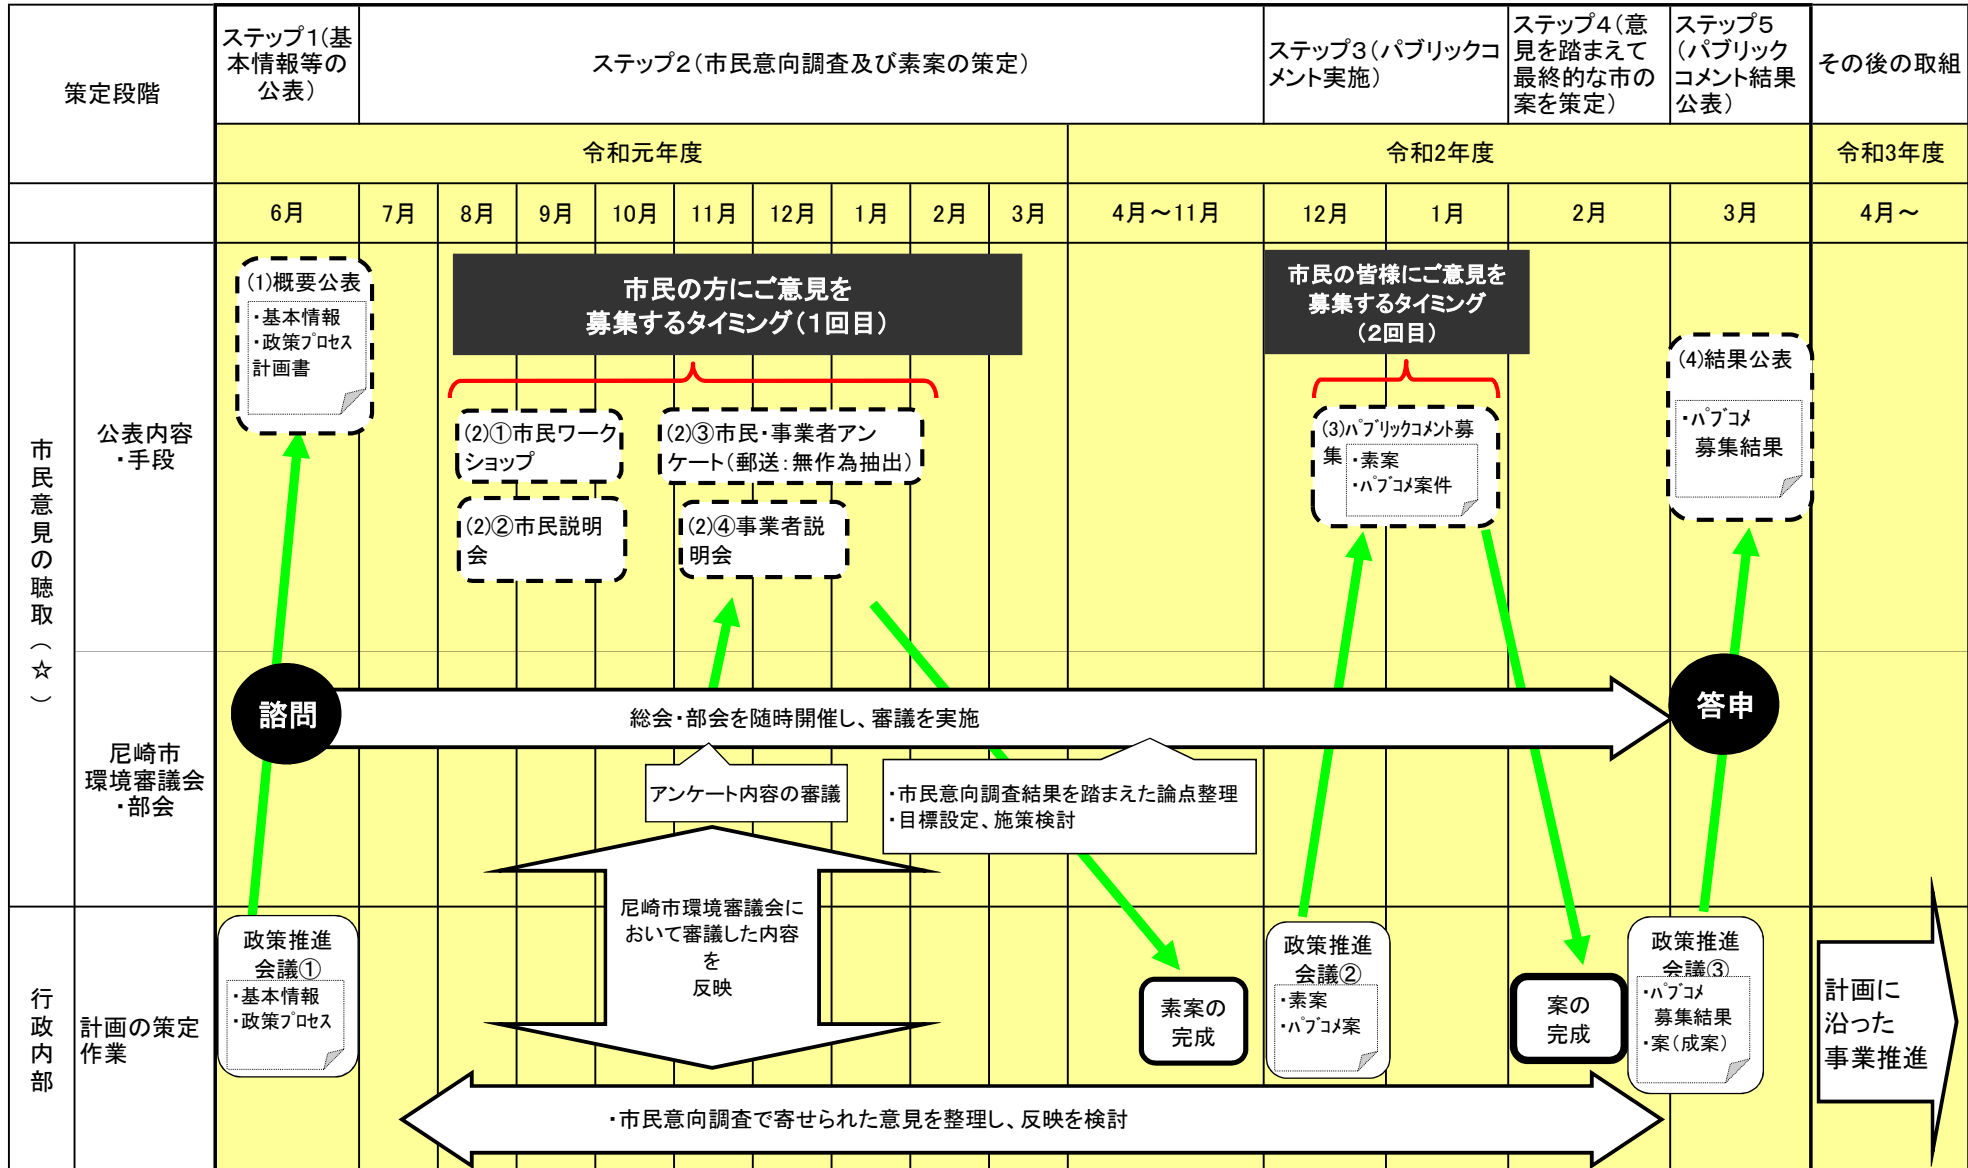 策定段階
ステップ1(基
本情報等の
公表)
ステップ2(市民意向調査及び素案の策定)
ステップ3(パブリックコ
メント実施)
ステップ4(意
見を踏まえて
最終的な市の
案を策定)
ステップ5
(パブリック
コメント結果
公表)
その後の取組
令和元年度
令和2年度
令和3年度
6月
7月
8月
9月
10月
11月
12月
1月
2月
3月
4月~11月
12月
1月
2月
3月
4月~
市民意見の聴取(☆)
公表内容
・手段
(1)概要公表
・基本情報
・政策プロセス
計画書
市民の方にご意見を
募集するタイミング(1回目)
(2)①市民ワーク
ショップ
(2)②市民説明
会
(2)③市民・事業者アン
ケート(郵送:無作為抽出)
(2)④事業者説
明会
市民の皆様にご意見を
募集するタイミング
(2回目)
(3)パブリックコメント募
集
・素案
・パブコメ案件
(4)結果公表
・パブコメ
募集結果
尼崎市
環境審議会
・部会
諮問
総会・部会を随時開催し、審議を実施
答申
アンケート内容の審議
・市民意向調査結果を踏まえた論点整理
・目標設定、施策検討
尼崎市環境審議会に
おいて審議した内容
を
反映
行政内部
計画の策定
作業
政策推進
会議①
・基本情報
・政策プロセス
素案の
完成
政策推進
会議②
・素案
・パブコメ案
案の
完成
政策推進
会議③
・パブコメ
募集結果
・案(成案)
計画に
沿った
事業推進
・市民意向調査で寄せられた意見を整理し、反映を検討